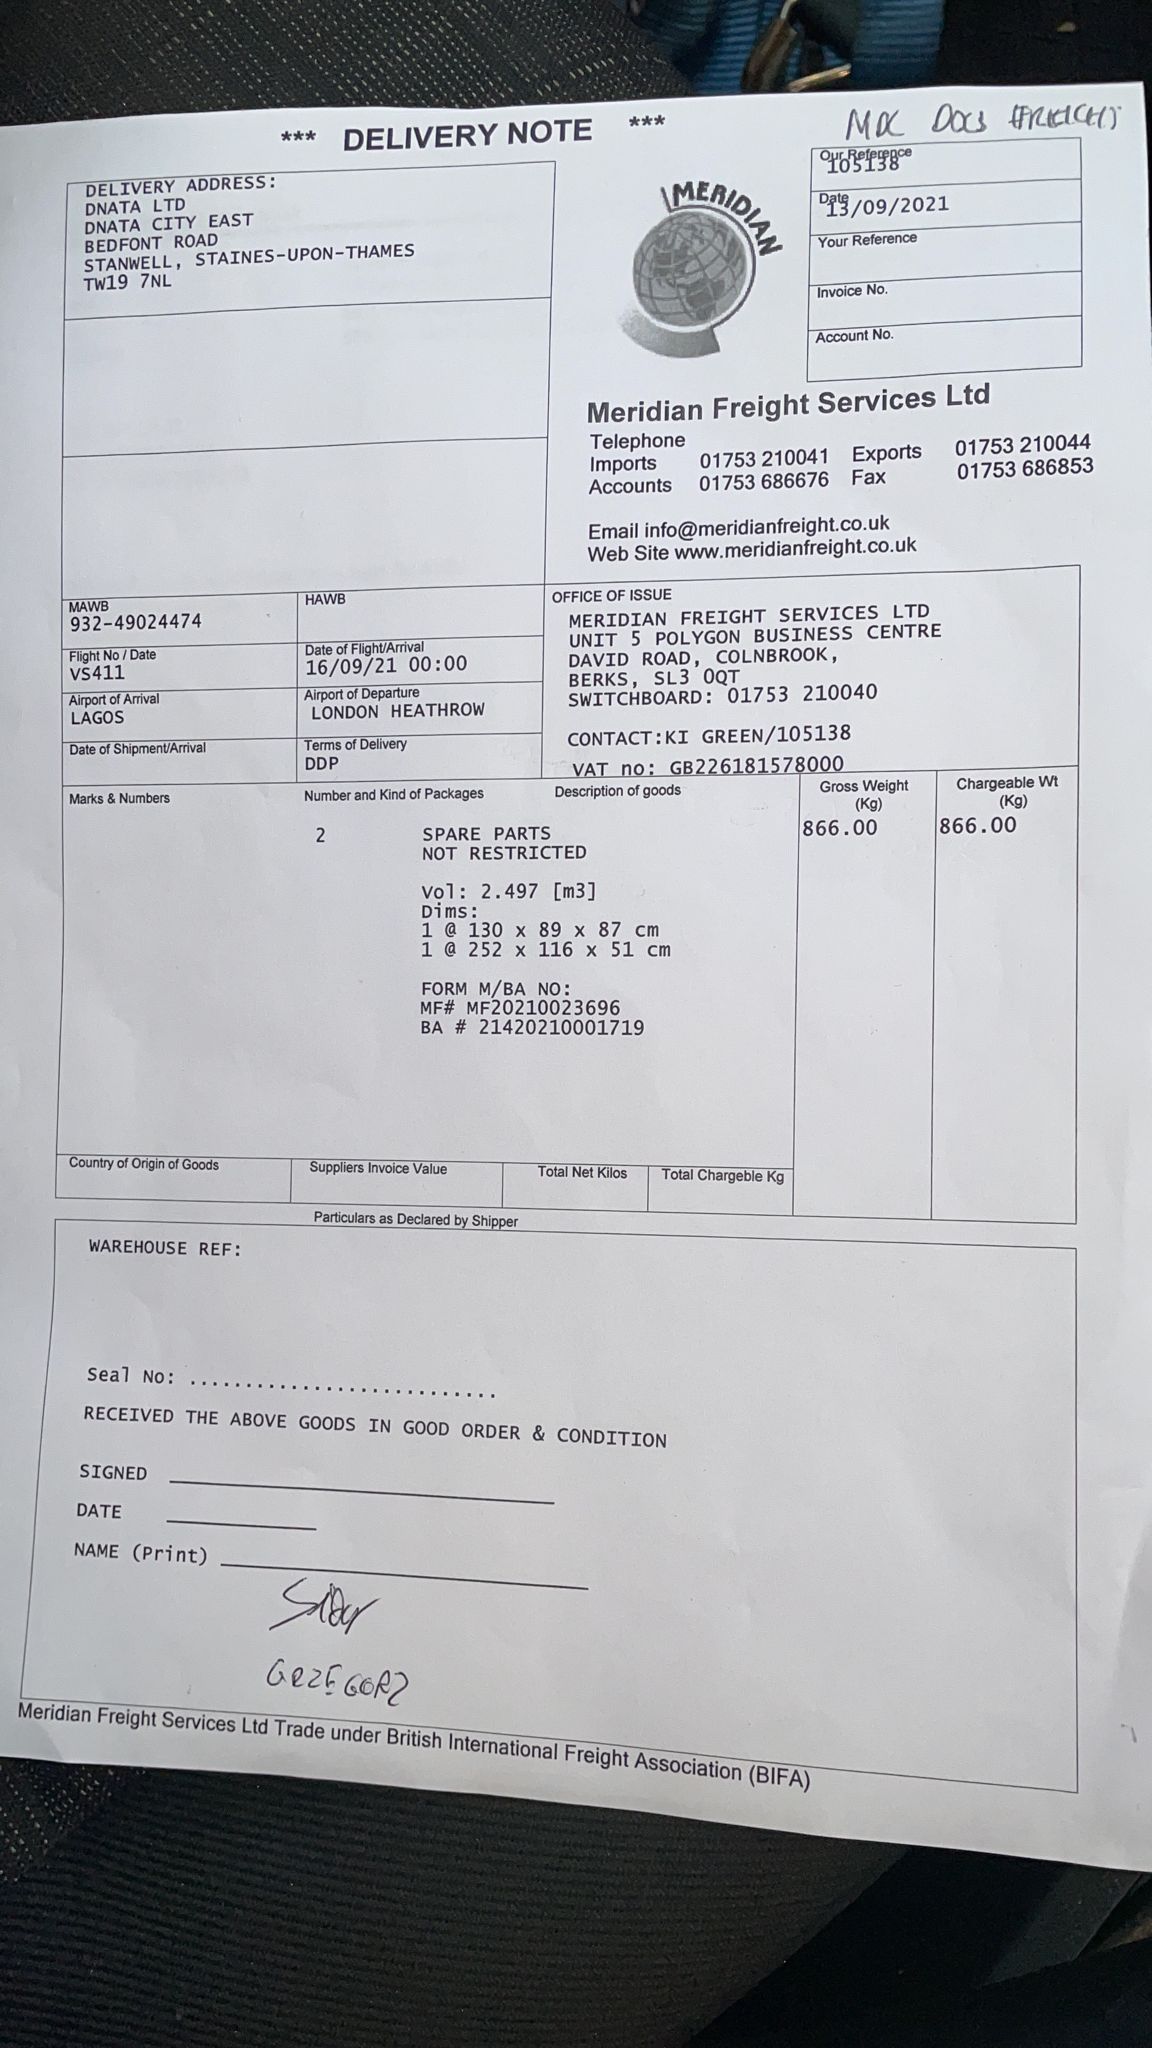 MDC DOCS FREIGHT
*** DELIVERY NOTE ***
DELIVERY ADDRESS:
DNATA LTD
DNATA CITY EAST
BEDFONT ROAD
STANWELL, STAINES-UPON-THAMES
TW19 7NL
MERIDIAN
Our Reference
105138
Date
13/09/2021
Your Reference
Invoice No.
Account No.
Meridian Freight Services Ltd
Telephone
Imports 01753 210041 Exports 01753 210044
Accounts 01753 686676 Fax 01753 686853
Email info@meridianfreight.co.uk
Web Site www.meridianfreight.co.uk
MAWB
932-49024474
HAWB
Flight No / Date
VS411
Date of Flight/Arrival
16/09/21 00:00
Airport of Arrival
LAGOS
Airport of Departure
LONDON HEATHROW
Date of Shipment/Arrival
Terms of Delivery
DDP
OFFICE OF ISSUE
MERIDIAN FREIGHT SERVICES LTD
UNIT 5 POLYGON BUSINESS CENTRE
DAVID ROAD, COLNBROOK,
BERKS, SL3 0QT
SWITCHBOARD: 01753 210040
CONTACT:KI GREEN/105138
VAT no: GB226181578000
Marks & Numbers Number and Kind of Packages Description of goods Gross Weight (Kg) Chargeable Wt (Kg)
2 SPARE PARTS 866.00 866.00
NOT RESTRICTED
Vol: 2.497 [m3]
Dims:
1 @ 130 x 89 x 87 cm
1 @ 252 x 116 x 51 cm
FORM M/BA NO:
MF# MF20210023696
BA # 21420210001719
Country of Origin of Goods Suppliers Invoice Value Total Net Kilos Total Chargeble Kg
Particulars as Declared by Shipper
WAREHOUSE REF:
Seal No: ............................
RECEIVED THE ABOVE GOODS IN GOOD ORDER & CONDITION
SIGNED
DATE
NAME (Print)
GRZEGORZ
Meridian Freight Services Ltd Trade under British International Freight Association (BIFA)